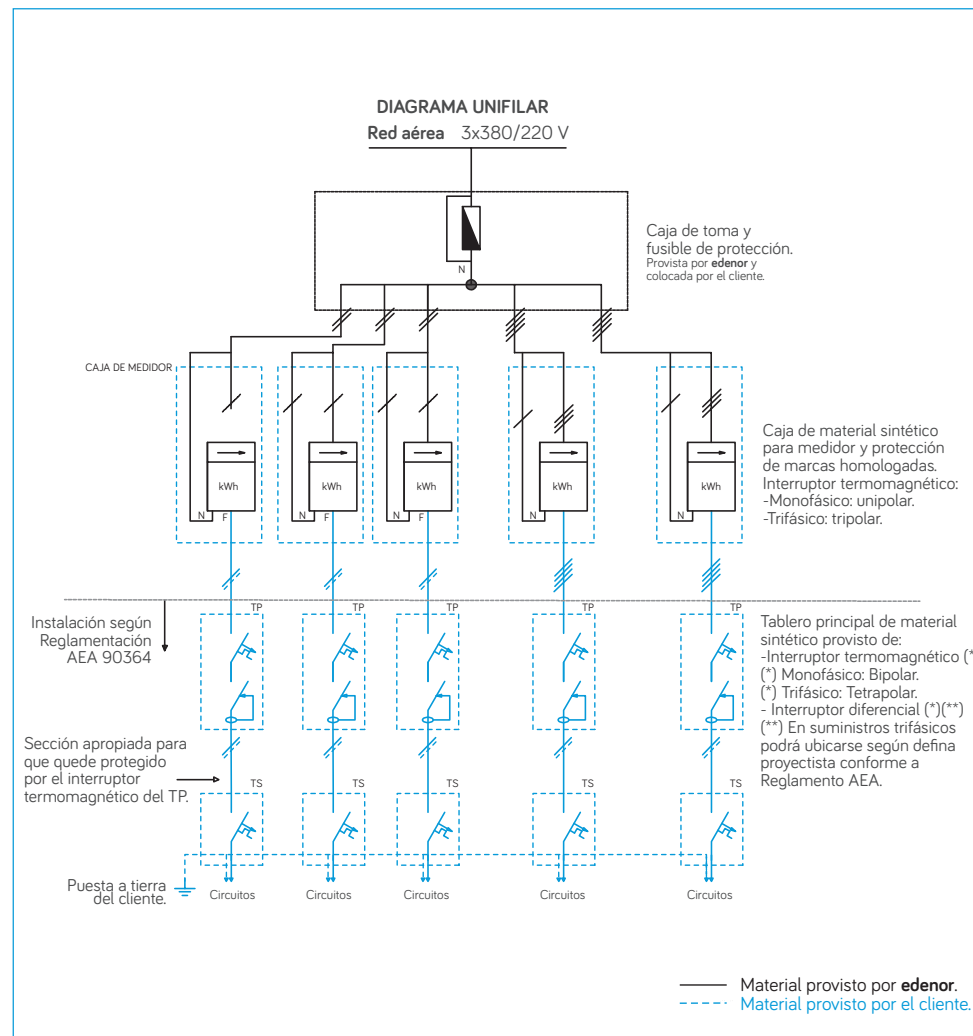 DIAGRAMA UNIFILAR
Red aérea 3x380/220 V
Caja de toma y
fusible de protección.
Provista por edenor y
colocada por el cliente.
N
CAJA DE MEDIDOR
kWh
kWh
kWh
kWh
kWh
N F
N F
N F
N
N
Caja de material sintético
para medidor y protección
de marcas homologadas.
Interruptor termomagnético:
-Monofásico: unipolar.
-Trifásico: tripolar.
Instalación según
Reglamentación
AEA 90364
TP
TP
TP
TP
TP
Tablero principal de material
sintético provisto de:
-Interruptor termomagnético (*
(*) Monofásico: Bipolar.
(*) Trifásico: Tetrapolar.
- Interruptor diferencial (*)(**)
(**) En suministros trifásicos
podrá ubicarse según defina
proyectista conforme a
Reglamento AEA.
Sección apropiada para
que quede protegido
por el interruptor
termomagnético del TP.
TS
TS
TS
TS
TS
Puesta a tierra
del cliente.
Circuitos
Circuitos
Circuitos
Circuitos
Circuitos
Material provisto por edenor.
Material provisto por el cliente.